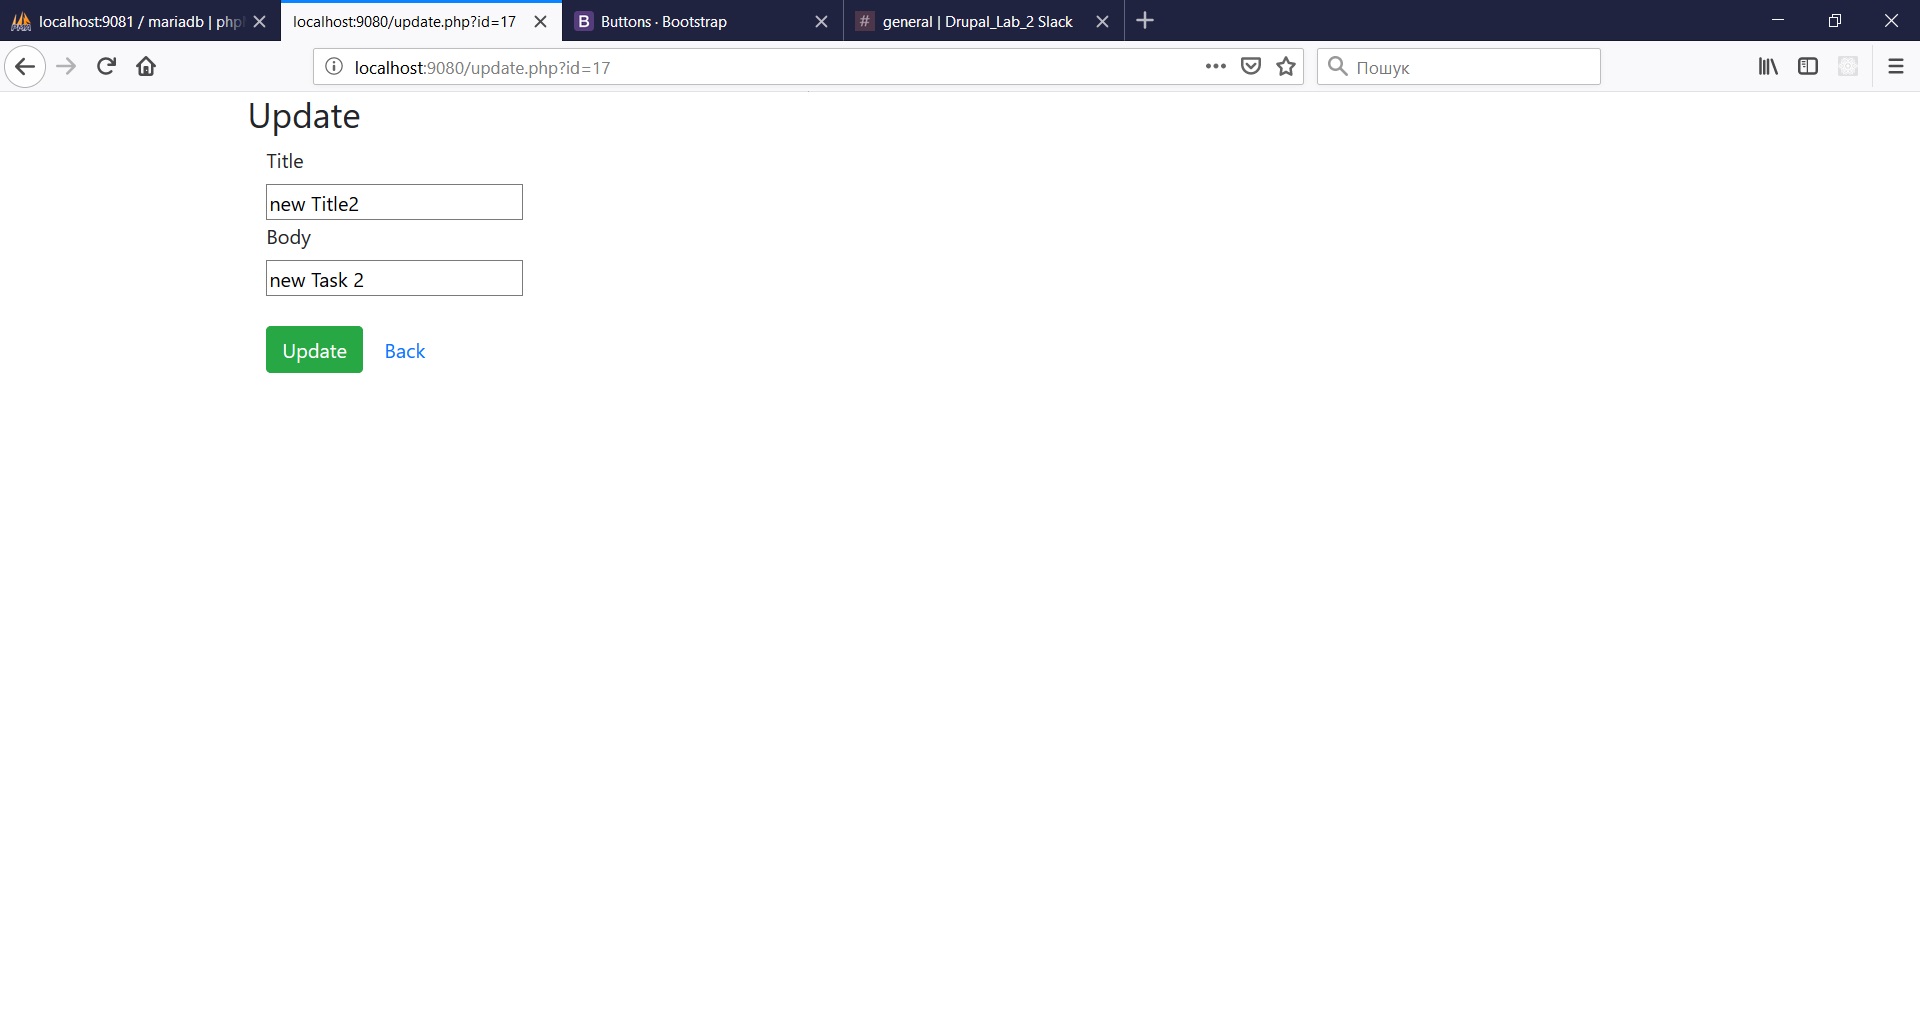 localhost:9081 / mariadb | php
localhost:9080/update.php?id=17
Buttons · Bootstrap
general | Drupal_Lab_2 Slack
localhost:9080/update.php?id=17
Пошук
Update
Title
new Title2
Body
new Task 2
Update
Back